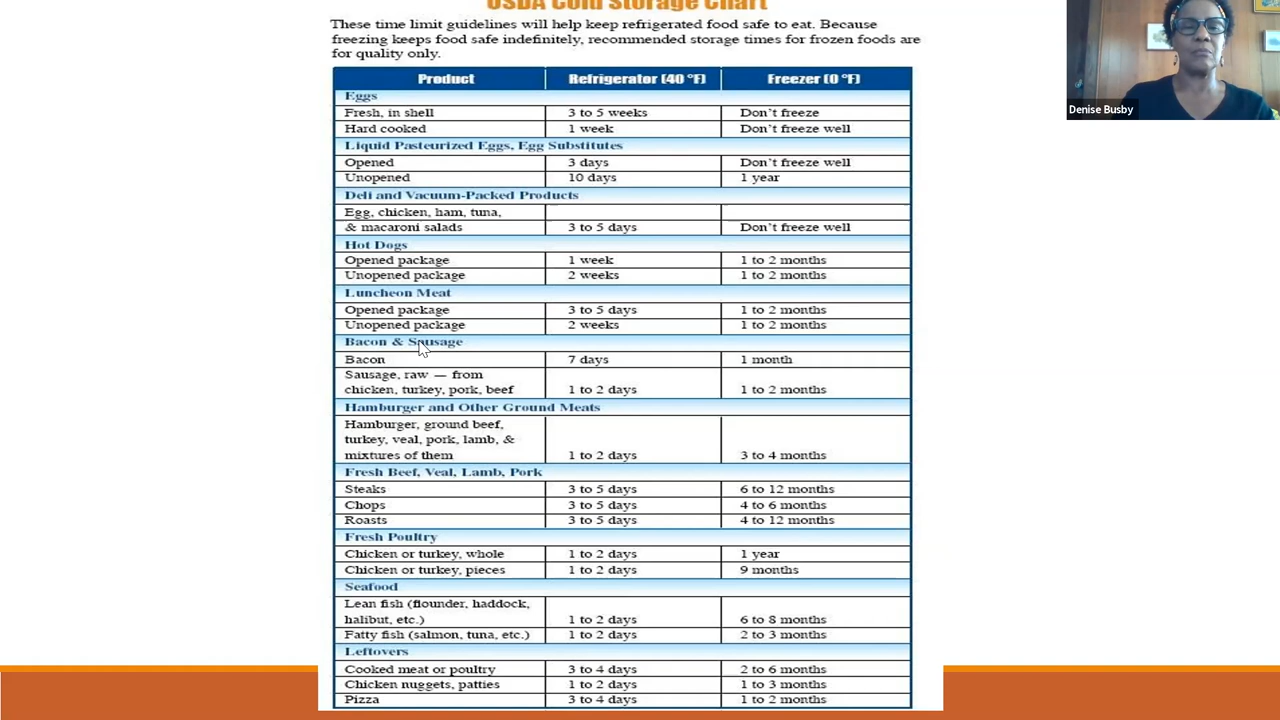 USDA Cold Storage Chart
These time limit guidelines will help keep refrigerated food safe to eat. Because
freezing keeps food safe indefinitely, recommended storage times for frozen foods are
for quality only.
Product Refrigerator (40 °F) Freezer (0 °F)
Eggs
Fresh, in shell 3 to 5 weeks Don't freeze
Hard cooked 1 week Don't freeze well
Liquid Pasteurized Eggs, Egg Substitutes
Opened 3 days Don't freeze well
Unopened 10 days 1 year
Deli and Vacuum-Packed Products
Egg, chicken, ham, tuna,
& macaroni salads 3 to 5 days Don't freeze well
Hot Dogs
Opened package 1 week 1 to 2 months
Unopened package 2 weeks 1 to 2 months
Luncheon Meat
Opened package 3 to 5 days 1 to 2 months
Unopened package 2 weeks 1 to 2 months
Bacon & Sausage
Bacon 7 days 1 month
Sausage, raw — from
chicken, turkey, pork, beef 1 to 2 days 1 to 2 months
Hamburger and Other Ground Meats
Hamburger, ground beef,
turkey, veal, pork, lamb, &
mixtures of them 1 to 2 days 3 to 4 months
Fresh Beef, Veal, Lamb, Pork
Steaks 3 to 5 days 6 to 12 months
Chops 3 to 5 days 4 to 6 months
Roasts 3 to 5 days 4 to 12 months
Fresh Poultry
Chicken or turkey, whole 1 to 2 days 1 year
Chicken or turkey, pieces 1 to 2 days 9 months
Seafood
Lean fish (flounder, haddock,
halibut, etc.) 1 to 2 days 6 to 8 months
Fatty fish (salmon, tuna, etc.) 1 to 2 days 2 to 3 months
Leftovers
Cooked meat or poultry 3 to 4 days 2 to 6 months
Chicken nuggets, patties 1 to 2 days 1 to 3 months
Pizza 3 to 4 days 1 to 2 months
Denise Busby